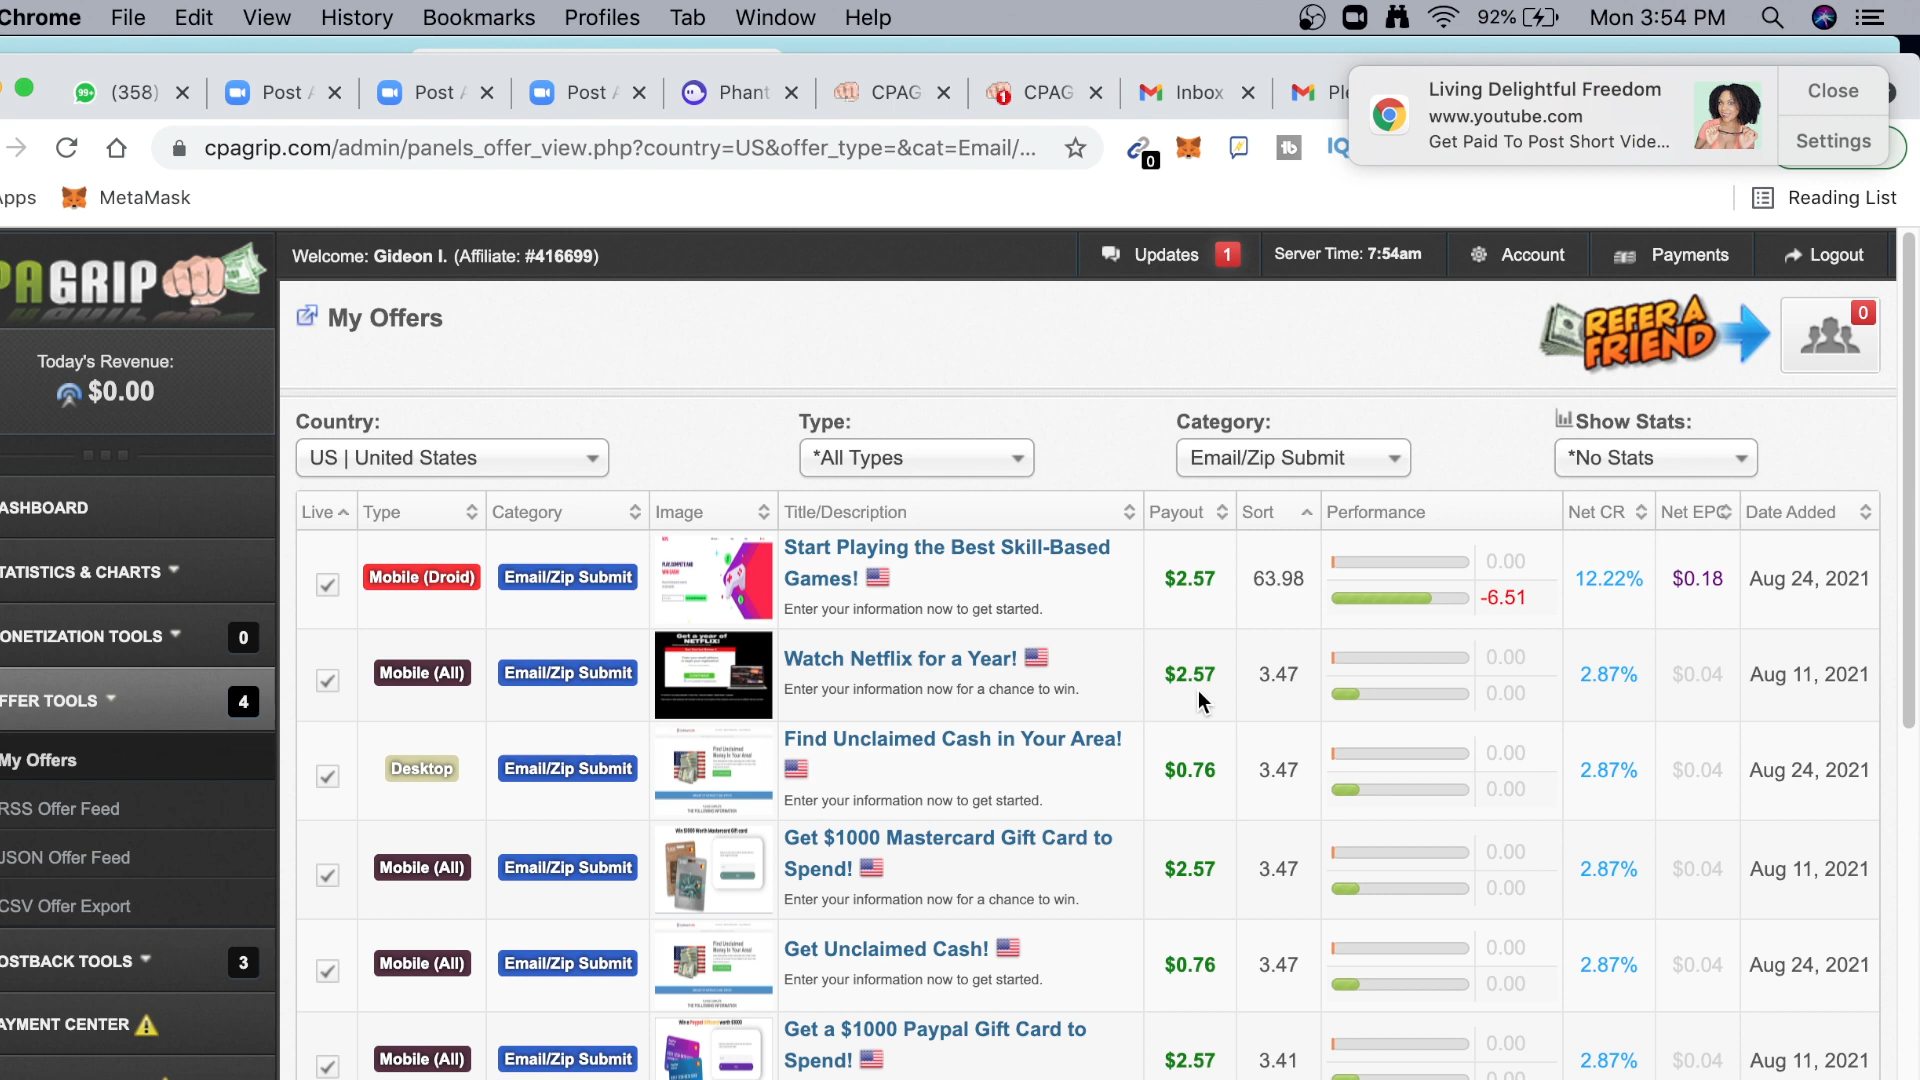 Chrome File Edit View History Bookmarks Profiles Tab Window Help 92% Mon 3:54 PM
99+ (358) Post Post Post Phant CPAG 1 CPAG Inbox
Living Delightful Freedom
www.youtube.com
Get Paid To Post Short Vide...
Close
Settings
cpagrip.com/admin/panels_offer_view.php?country=US&offer_type=&cat=Email/...
0 tb IQ
pps MetaMask Reading List
PAGRIP
Welcome: Gideon I. (Affiliate: #416699) Updates 1 Server Time: 7:54am Account Payments Logout
My Offers
REFER A
FRIEND
0
Today's Revenue:
$0.00
ASHBOARD
TATISTICS & CHARTS
ONETIZATION TOOLS 0
FFER TOOLS 4
My Offers
RSS Offer Feed
JSON Offer Feed
CSV Offer Export
OSTBACK TOOLS 3
AYMENT CENTER
Country: Type: Category: Show Stats:
US | United States *All Types Email/Zip Submit *No Stats
Live Type Category Image Title/Description Payout Sort Performance Net CR Net EPC Date Added
Mobile (Droid) Email/Zip Submit Start Playing the Best Skill-Based
Games! $2.57 63.98 0.00 -6.51 12.22% $0.18 Aug 24, 2021
Enter your information now to get started.
Mobile (All) Email/Zip Submit Watch Netflix for a Year! $2.57 3.47 0.00 0.00 2.87% $0.04 Aug 11, 2021
Enter your information now for a chance to win.
Desktop Email/Zip Submit Find Unclaimed Cash in Your Area! $0.76 3.47 0.00 0.00 2.87% $0.04 Aug 24, 2021
Enter your information now to get started.
Mobile (All) Email/Zip Submit Get $1000 Mastercard Gift Card to
Spend! $2.57 3.47 0.00 0.00 2.87% $0.04 Aug 11, 2021
Enter your information now for a chance to win.
Mobile (All) Email/Zip Submit Get Unclaimed Cash! $0.76 3.47 0.00 0.00 2.87% $0.04 Aug 24, 2021
Enter your information now to get started.
Mobile (All) Email/Zip Submit Get a $1000 Paypal Gift Card to
Spend! $2.57 3.41 0.00 0.00 2.87% $0.04 Aug 11, 2021